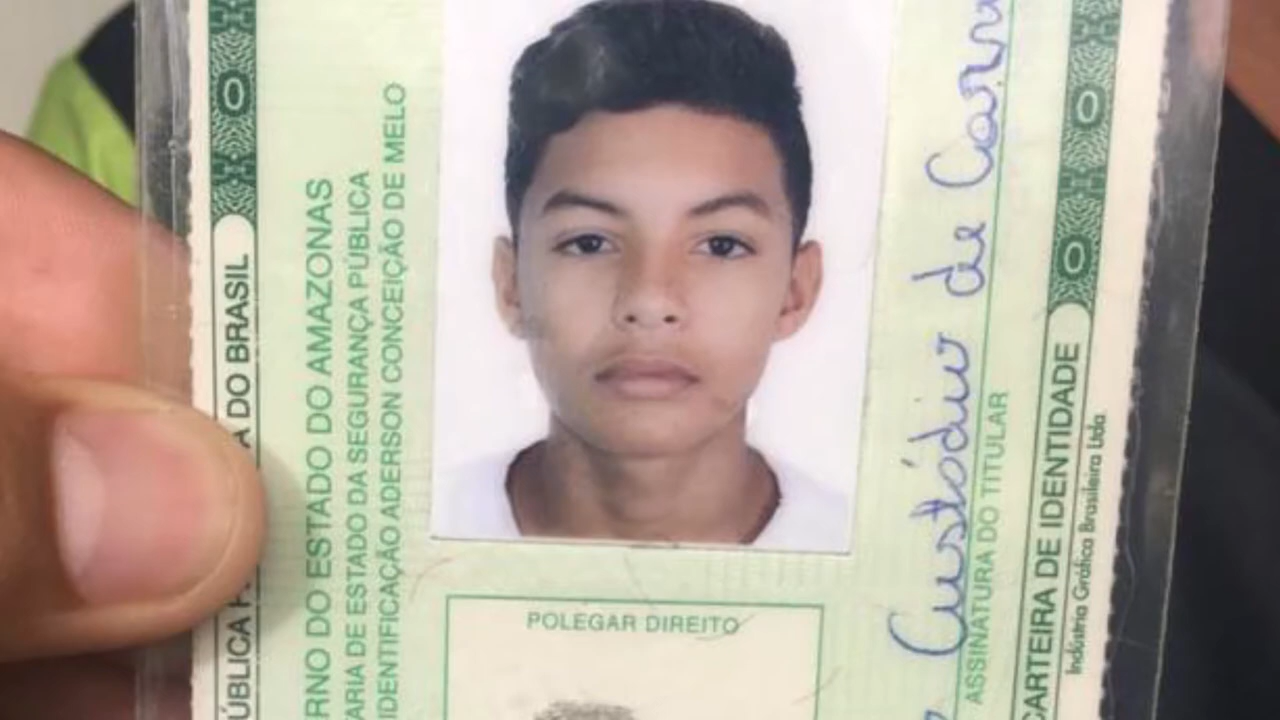 DO BRASIL
RNO DO ESTADO DO AMAZONAS
DE ESTADO DA SEGURANÇA PÚBLICA
IDENTIFICAÇÃO ADERSON CONCEIÇÃO DE MELO
POLEGAR DIREITO
Custódio de
ASSINATURA DO TITULAR
CARTEIRA DE IDENTIDADE
Indústria Gráfica Brasileira Ltda